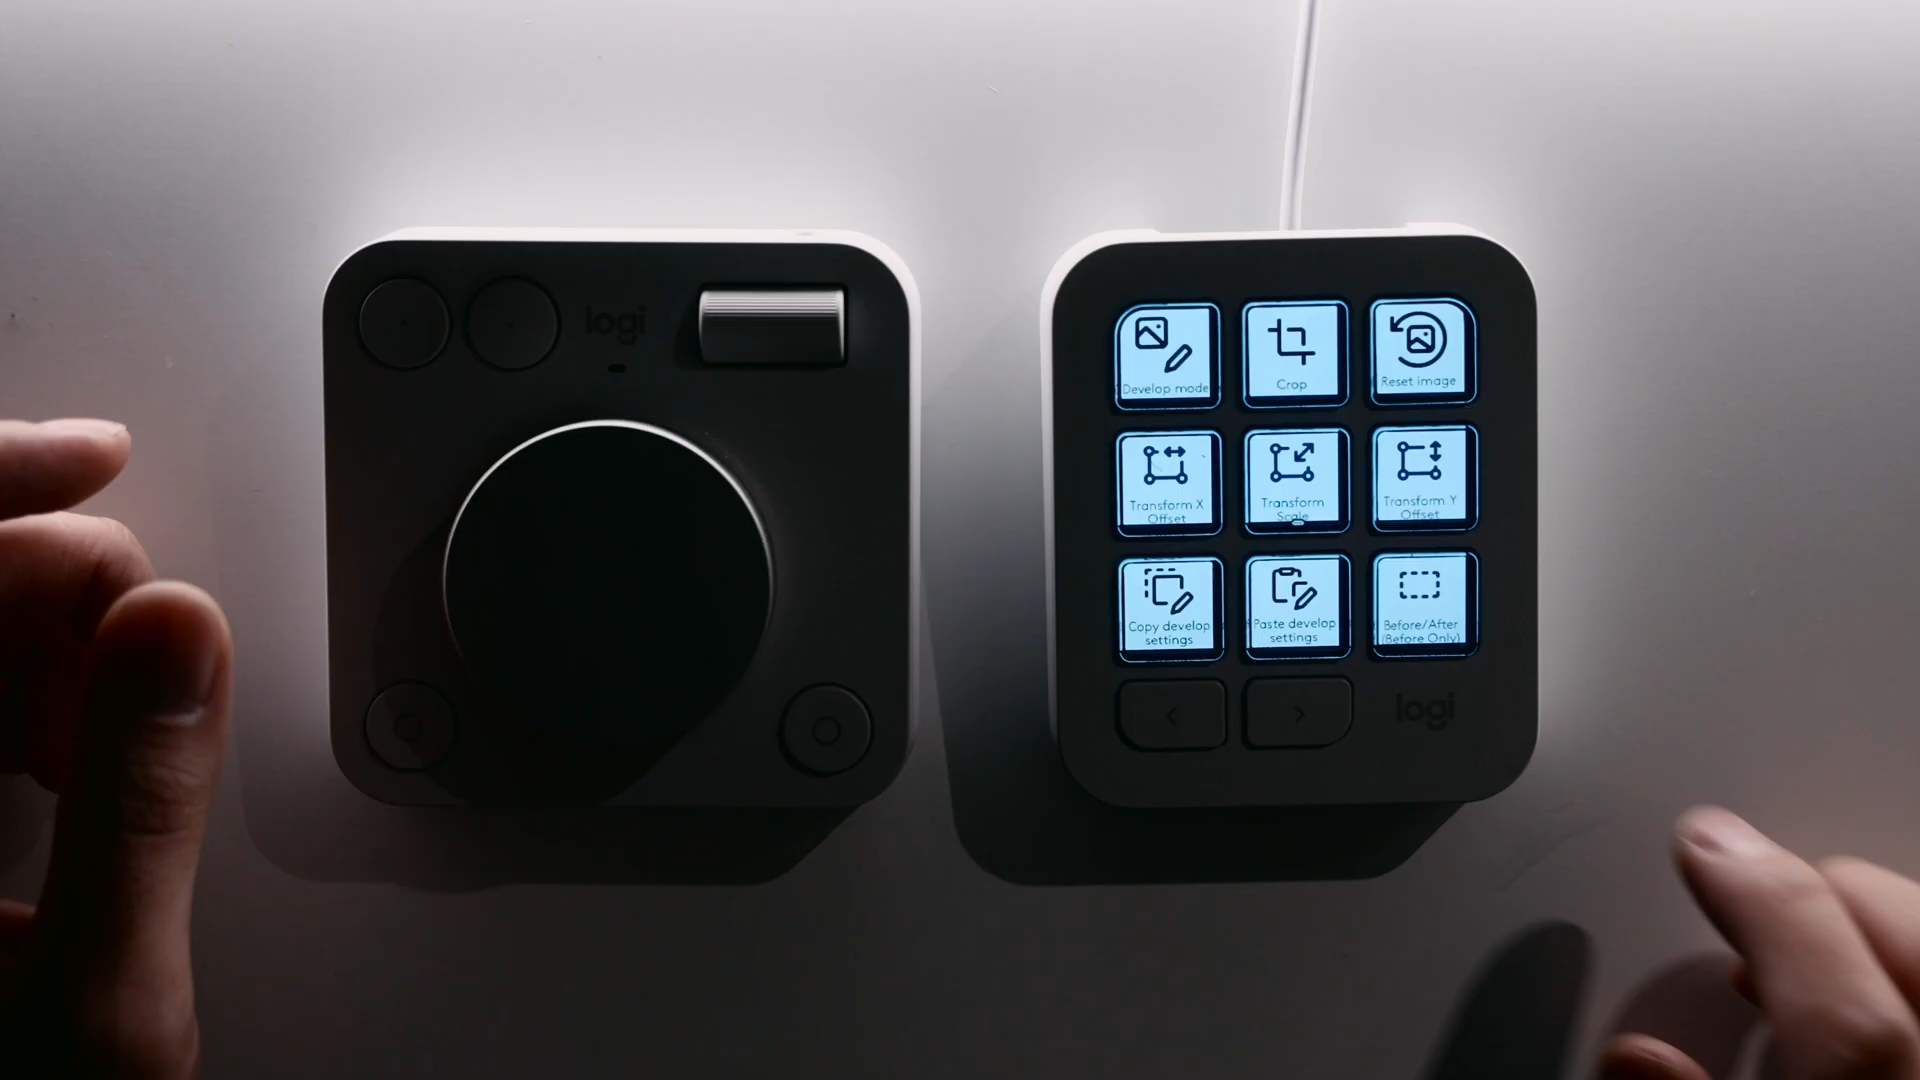 logi
Develop mode
Crop
Reset image
Transform X
Offset
Transform
Scale
Transform Y
Offset
Copy develop
settings
Paste develop
settings
Before/After
(Before Only)
logi